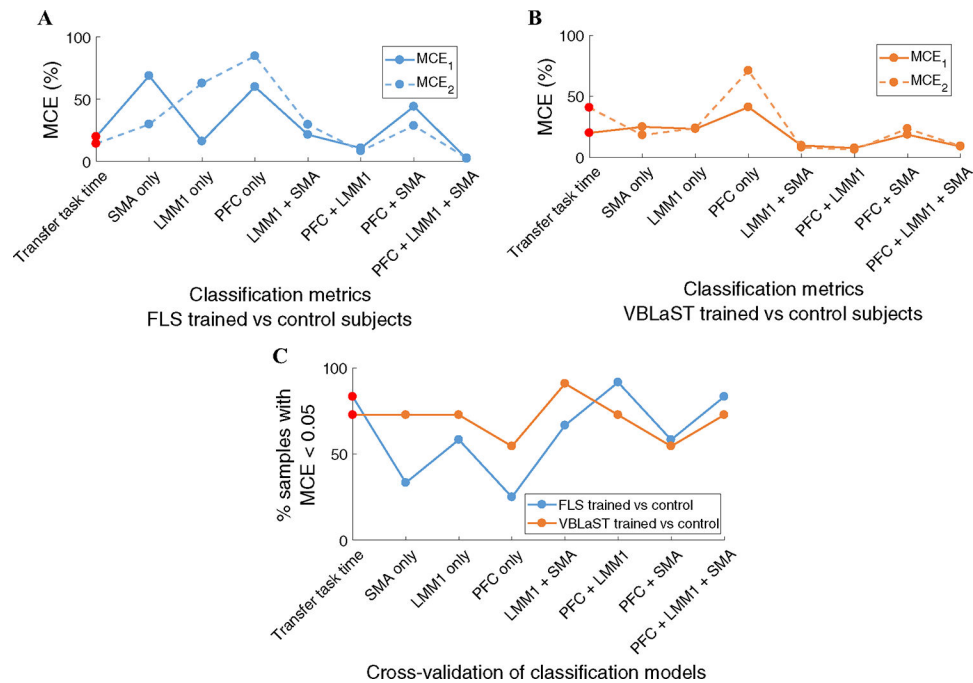 A
MCE (%)
100
50
0
MCE1
MCE2
Transfer task time
SMA only
LMM1 only
PFC only
LMM1 + SMA
PFC + LMM1
PFC + SMA
PFC + LMM1 + SMA
Classification metrics
FLS trained vs control subjects
B
MCE (%)
100
50
0
MCE1
MCE2
Transfer task time
SMA only
LMM1 only
PFC only
LMM1 + SMA
PFC + LMM1
PFC + SMA
PFC + LMM1 + SMA
Classification metrics
VBLaST trained vs control subjects
C
% samples with
MCE < 0.05
100
50
0
FLS trained vs control
VBLaST trained vs control
Transfer task time
SMA only
LMM1 only
PFC only
LMM1 + SMA
PFC + LMM1
PFC + SMA
PFC + LMM1 + SMA
Cross-validation of classification models